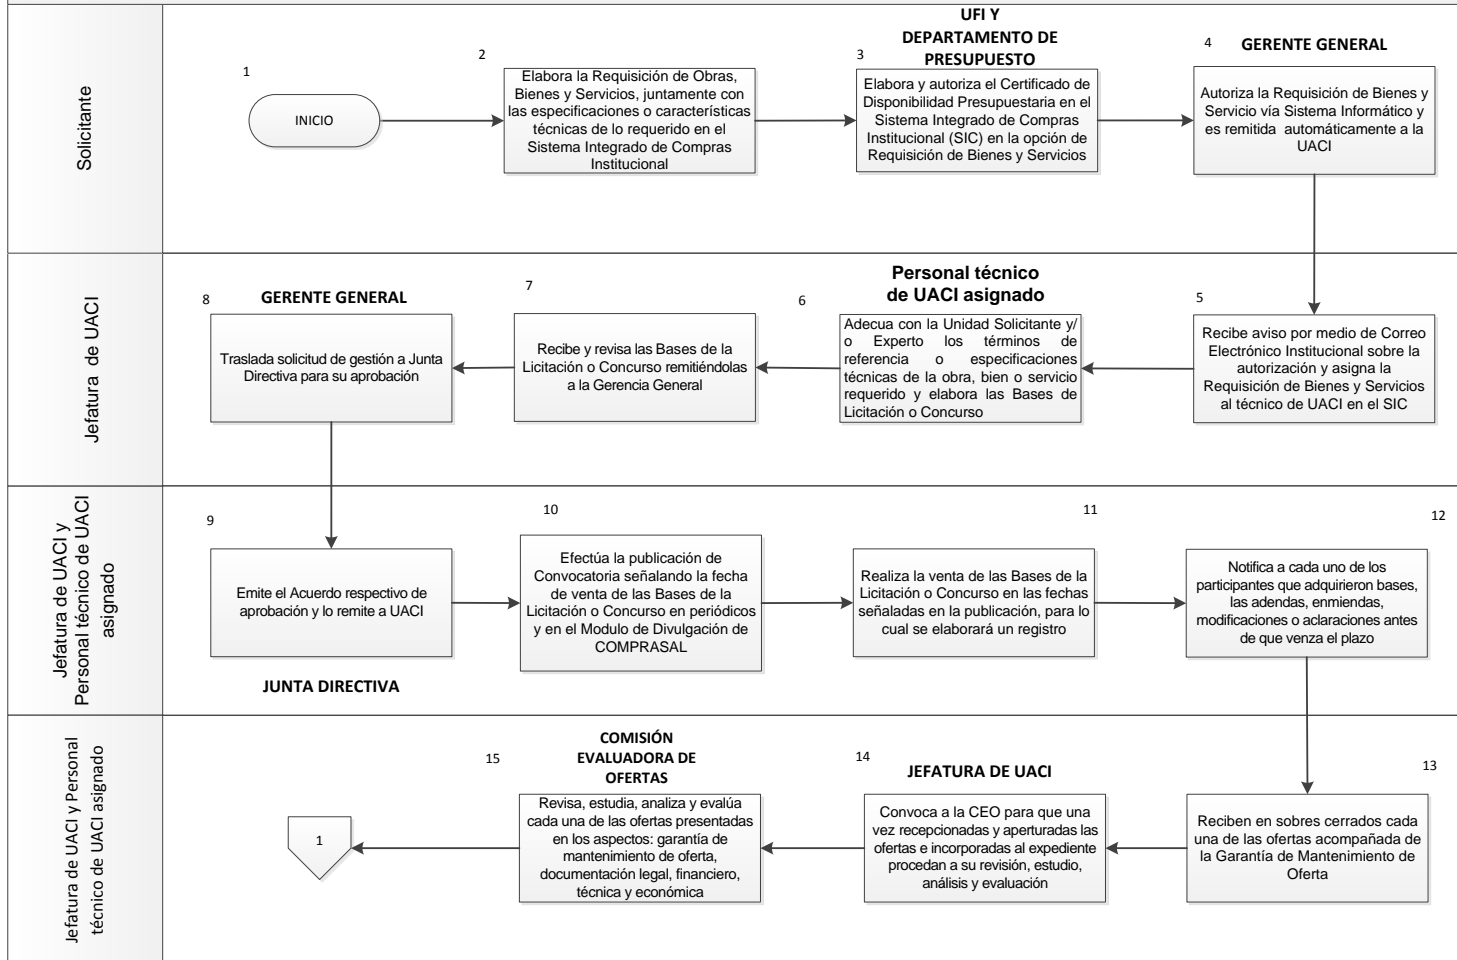 Solicitante
1
INICIO
2
Elabora la Requisición de Obras,
Bienes y Servicios, juntamente con
las especificaciones o características
técnicas de lo requerido en el
Sistema Integrado de Compras
Institucional
UFI Y
DEPARTAMENTO DE
PRESUPUESTO
3
Elabora y autoriza el Certificado de
Disponibilidad Presupuestaria en el
Sistema Integrado de Compras
Institucional (SIC) en la opción de
Requisición de Bienes y Servicios
4
GERENTE GENERAL
Autoriza la Requisición de Bienes y
Servicio vía Sistema Informático y
es remitida automáticamente a la
UACI
Jefatura de UACI
5
Recibe aviso por medio de Correo
Electrónico Institucional sobre la
autorización y asigna la
Requisición de Bienes y Servicios
al técnico de UACI en el SIC
Personal técnico
de UACI asignado
6
Adecua con la Unidad Solicitante y/
o Experto los términos de
referencia o especificaciones
técnicas de la obra, bien o servicio
requerido y elabora las Bases de
Licitación o Concurso
7
Recibe y revisa las Bases de la
Licitación o Concurso remitiéndolas
a la Gerencia General
8
GERENTE GENERAL
Traslada solicitud de gestión a Junta
Directiva para su aprobación
Jefatura de UACI y
Personal técnico de UACI
asignado
9
Emite el Acuerdo respectivo de
aprobación y lo remite a UACI
JUNTA DIRECTIVA
10
Efectúa la publicación de
Convocatoria señalando la fecha
de venta de las Bases de la
Licitación o Concurso en periódicos
y en el Modulo de Divulgación de
COMPRASAL
11
Realiza la venta de las Bases de la
Licitación o Concurso en las fechas
señaladas en la publicación, para lo
cual se elaborará un registro
12
Notifica a cada uno de los
participantes que adquirieron bases,
las adendas, enmiendas,
modificaciones o aclaraciones antes
de que venza el plazo
Jefatura de UACI y Personal
técnico de UACI asignado
13
Reciben en sobres cerrados cada
una de las ofertas acompañada de
la Garantía de Mantenimiento de
Oferta
14
JEFATURA DE UACI
Convoca a la CEO para que una
vez recepcionadas y aperturadas las
ofertas e incorporadas al expediente
procedan a su revisión, estudio,
análisis y evaluación
COMISIÓN
EVALUADORA DE
OFERTAS
15
Revisa, estudia, analiza y evalúa
cada una de las ofertas presentadas
en los aspectos: garantía de
mantenimiento de oferta,
documentación legal, financiero,
técnica y económica
1